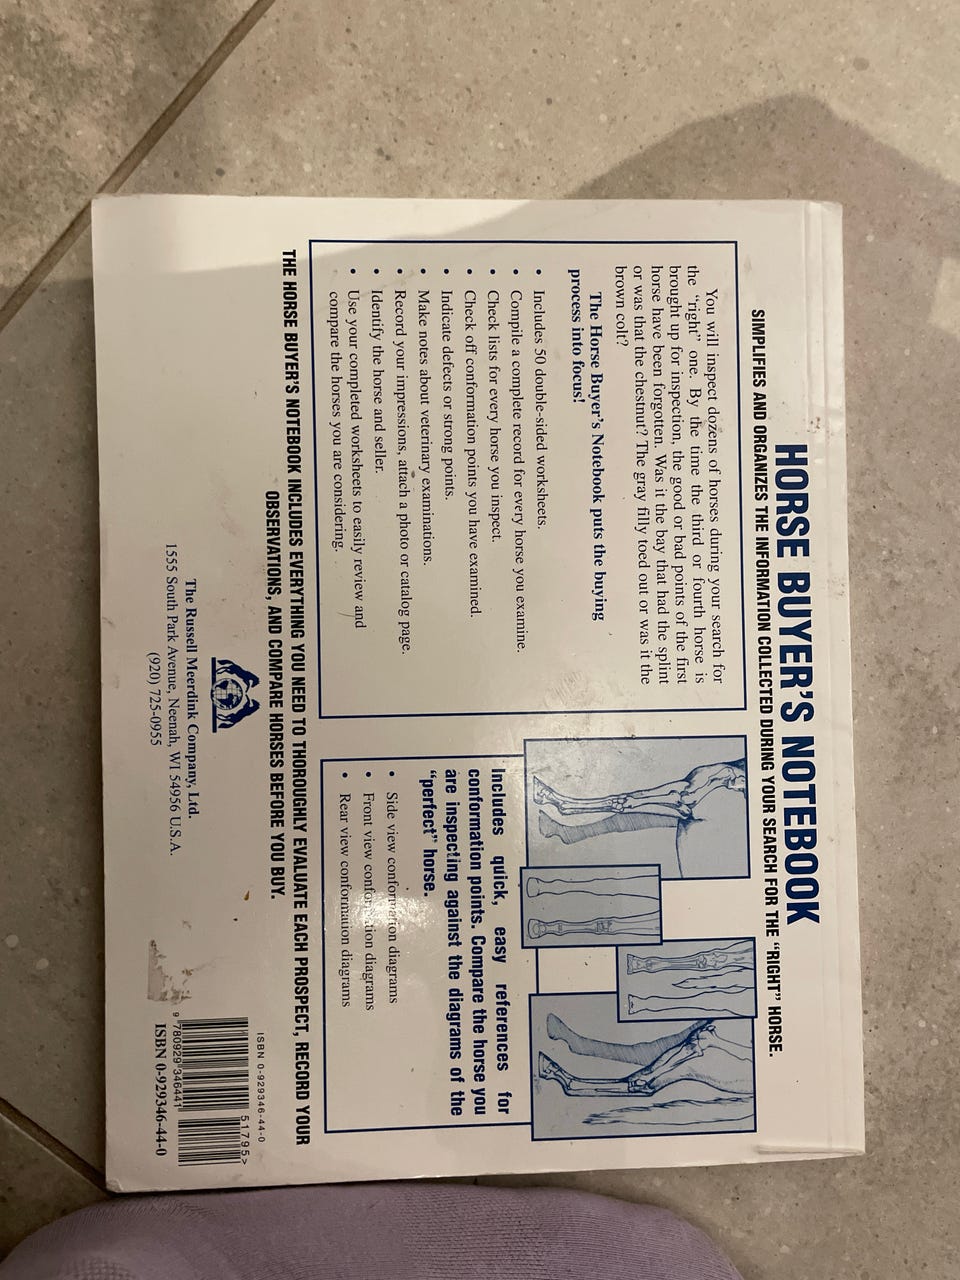 HORSE BUYER'S NOTEBOOK
SIMPLIFIES AND ORGANIZES THE INFORMATION COLLECTED DURING YOUR SEARCH FOR THE "RIGHT" HORSE.
You will inspect dozens of horses during your search for
the "right" one. By the time the third or fourth horse is
brought up for inspection, the good or bad points of the first
horse have been forgotten. Was it the bay that had the splint
or was that the chestnut? The gray filly toed out or was it the
brown colt?
The Horse Buyer's Notebook puts the buying
process into focus!
• Includes 50 double-sided worksheets.
• Compile a complete record for every horse you examine.
• Check lists for every horse you inspect.
• Check off conformation points you have examined.
• Indicate defects or strong points.
• Make notes about veterinary examinations.
• Record your impressions, attach a photo or catalog page.
• Identify the horse and seller.
• Use your completed worksheets to easily review and
compare the horses you are considering.
Includes quick, easy references for
conformation points. Compare the horse you
are inspecting against the diagrams of the
"perfect" horse.
• Side view conformation diagrams
• Front view conformation diagrams
• Rear view conformation diagrams
THE HORSE BUYER'S NOTEBOOK INCLUDES EVERYTHING YOU NEED TO THOROUGHLY EVALUATE EACH PROSPECT, RECORD YOUR
OBSERVATIONS, AND COMPARE HORSES BEFORE YOU BUY.
The Russell Meerdink Company, Ltd.
1555 South Park Avenue, Neenah, WI 54956 U.S.A.
(920) 725-0955
ISBN 0-929346-44-0
51795>
9 780929 346441
ISBN 0-929346-44-0